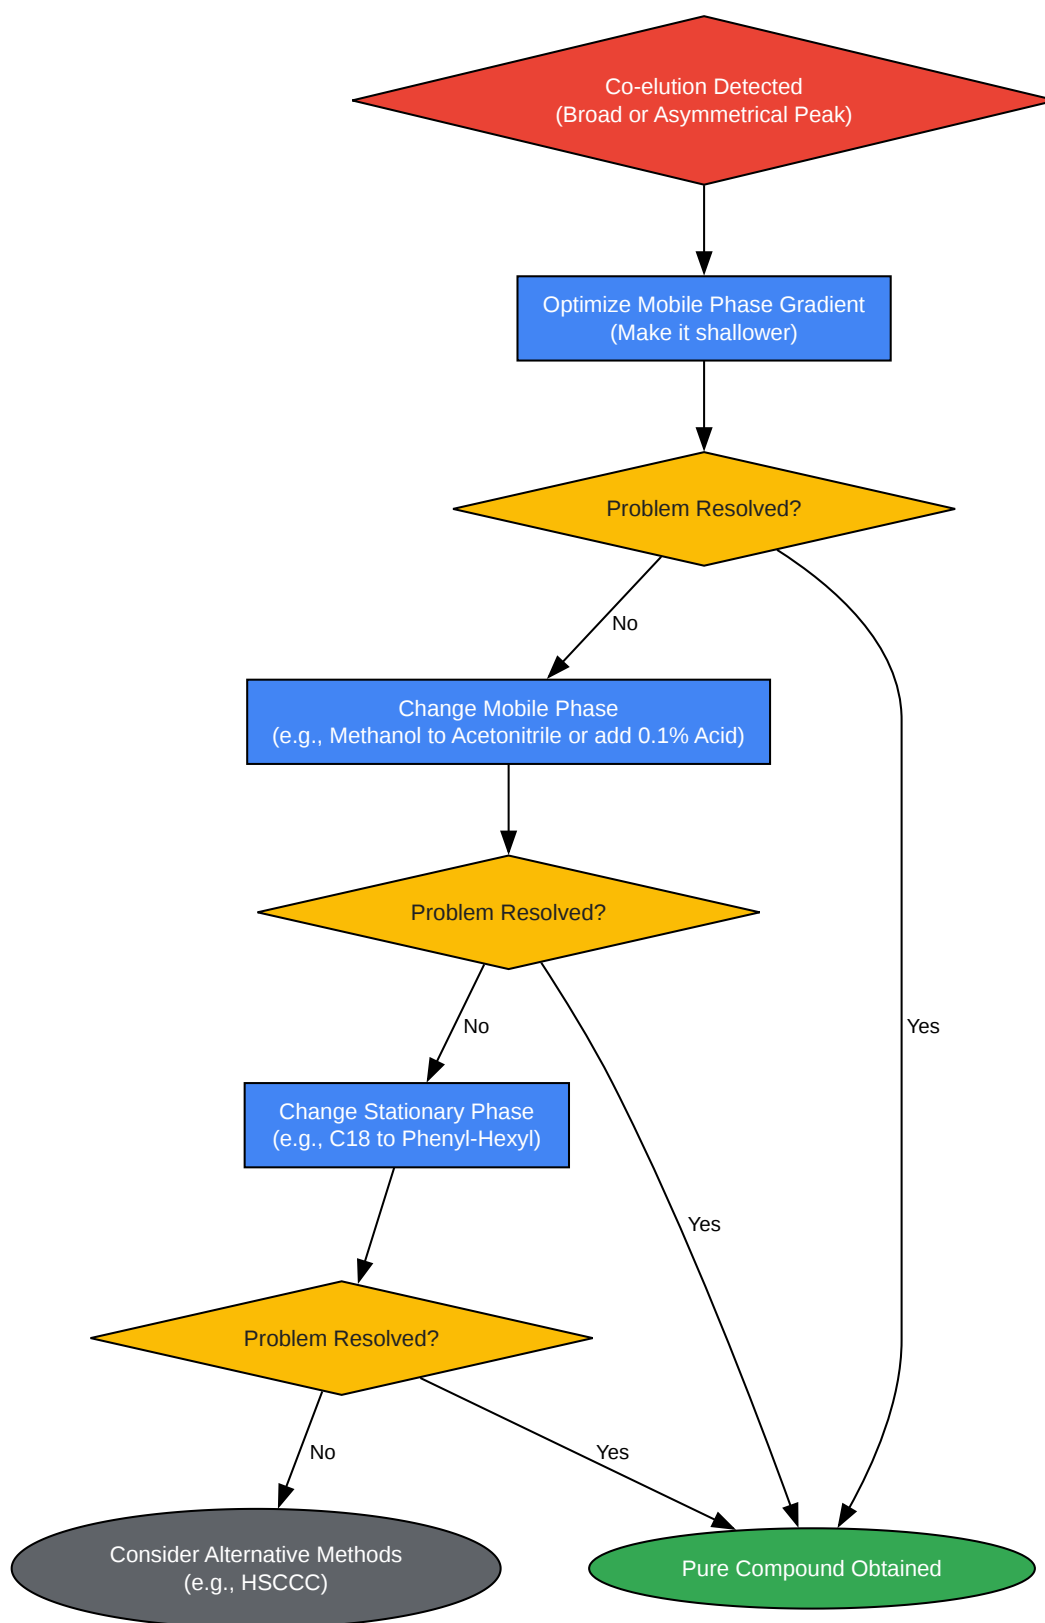 Co-elution Detected
(Broad or Asymmetrical Peak)
Optimize Mobile Phase Gradient
(Make it shallower)
Problem Resolved?
No
Change Mobile Phase
(e.g., Methanol to Acetonitrile or add 0.1% Acid)
Problem Resolved?
No
Yes
Change Stationary Phase
(e.g., C18 to Phenyl-Hexyl)
Yes
Problem Resolved?
No
Yes
Consider Alternative Methods
(e.g., HSCCC)
Pure Compound Obtained